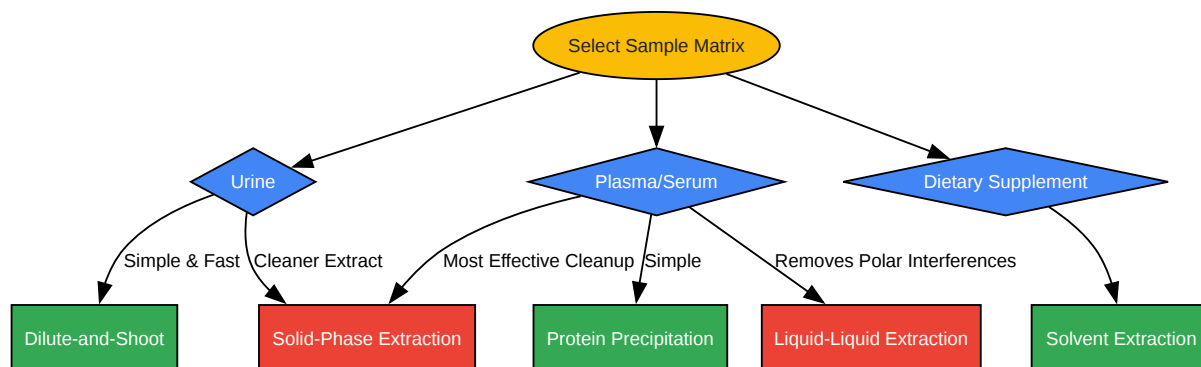 Select Sample Matrix
Urine
Plasma/Serum
Dietary Supplement
Simple & Fast
Cleaner Extract
Most Effective Cleanup
Simple
Removes Polar Interferences
Dilute-and-Shoot
Solid-Phase Extraction
Protein Precipitation
Liquid-Liquid Extraction
Solvent Extraction